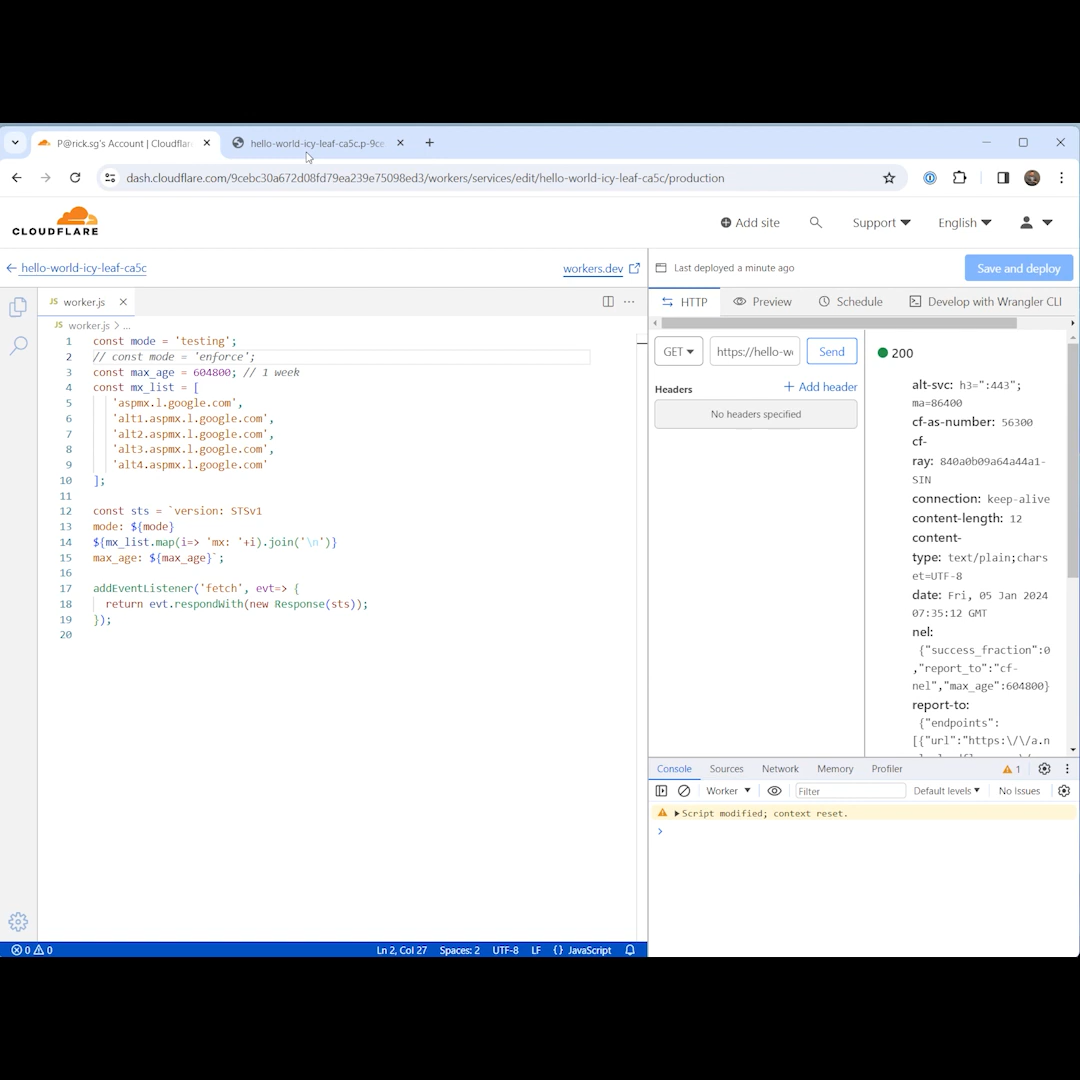 P@rick.sg's Account | Cloudflar
hello-world-icy-leaf-ca5c.p-9ce
dash.cloudflare.com/9cebc30a672d08fd79ea239e75098ed3/workers/services/edit/hello-world-icy-leaf-ca5c/production
CLOUDFLARE
Add site
Support
English
hello-world-icy-leaf-ca5c
workers.dev
Last deployed a minute ago
Save and deploy
JS worker.js
HTTP
Preview
Schedule
Develop with Wrangler CLI
JS worker.js > ...
1 const mode = 'testing';
2 // const mode = 'enforce';
3 const max_age = 604800; // 1 week
4 const mx_list = [
5 'aspmx.l.google.com',
6 'alt1.aspmx.l.google.com',
7 'alt2.aspmx.l.google.com',
8 'alt3.aspmx.l.google.com',
9 'alt4.aspmx.l.google.com'
10 ];
11
12 const sts = `version: STSv1
13 mode: ${mode}
14 ${mx_list.map(i=> 'mx: '+i).join('\n')}
15 max_age: ${max_age}`;
16
17 addEventListener('fetch', evt=> {
18 return evt.respondWith(new Response(sts));
19 });
20
GET
https://hello-w
Send
Headers
+ Add header
No headers specified
200
alt-svc: h3=":443";
ma=86400
cf-as-number: 56300
cf-
ray: 840a0b09a64a44a1-
SIN
connection: keep-alive
content-length: 12
content-
type: text/plain;chars
et=UTF-8
date: Fri, 05 Jan 2024
07:35:12 GMT
nel:
{"success_fraction":0
,"report_to":"cf-
nel","max_age":604800}
report-to:
{"endpoints":
[{"url":"https:\/\/a.n
Console
Sources
Network
Memory
Profiler
1
Worker
Filter
Default levels
No Issues
Script modified; context reset.
0
0
Ln 2, Col 27
Spaces: 2
UTF-8
LF
{} JavaScript